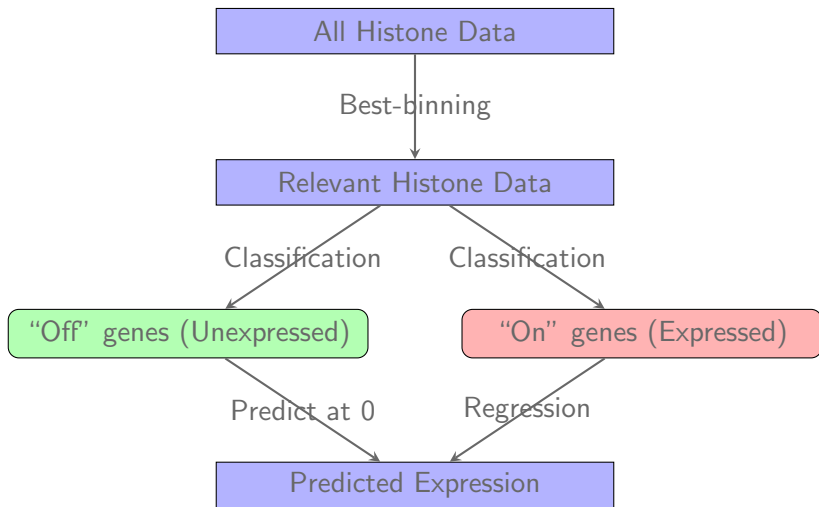 All Histone Data
Best-binning
Relevant Histone Data
Classification
Classification
“Off” genes (Unexpressed)
“On” genes (Expressed)
Predict at 0
Regression
Predicted Expression